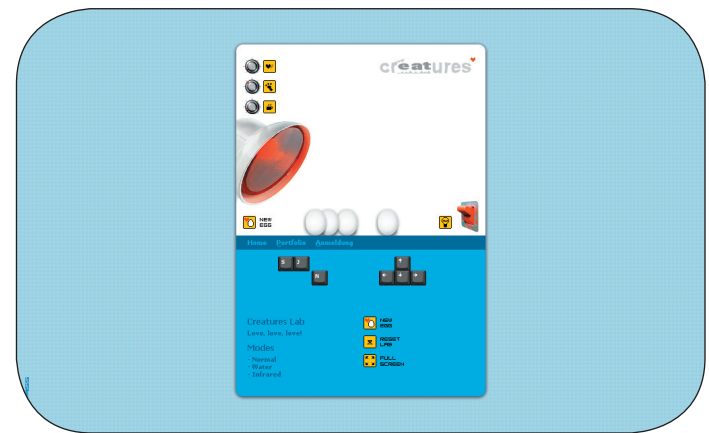 creatures
NEW
EGG
Home Portfolio Anmeldung
S J
N
Creatures Lab
Love, love, love!
Modes
- Normal
- Water
- Infrared
NEW
EGG
RESET
LAB
FULL
SCREEN